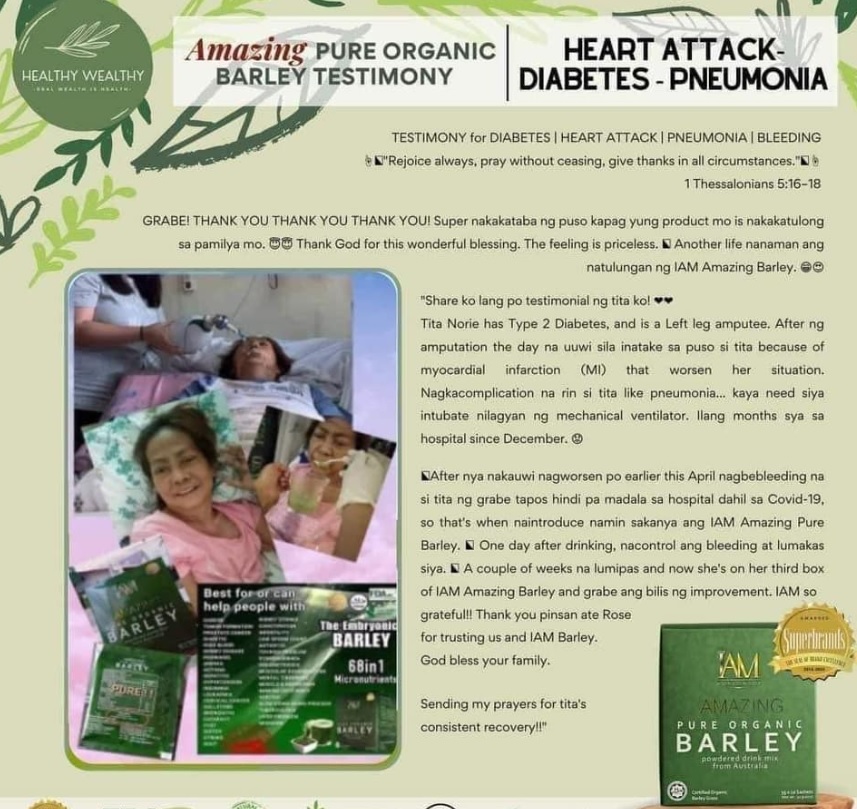 HEALTHY WEALTHY
-REAL WEALTH IS HEALTH-
Amazing PURE ORGANIC
BARLEY TESTIMONY
HEART ATTACK-
DIABETES - PNEUMONIA
TESTIMONY for DIABETES | HEART ATTACK | PNEUMONIA | BLEEDING
"Rejoice always, pray without ceasing, give thanks in all circumstances."
1 Thessalonians 5:16-18
GRABE! THANK YOU THANK YOU THANK YOU! Super nakakataba ng puso kapag yung product mo is nakakatulong
sa pamilya mo. 😇😇 Thank God for this wonderful blessing. The feeling is priceless. Another life nanaman ang
natulungan ng IAM Amazing Barley. 😁😍
"Share ko lang po testimonial ng tita ko! ❤❤
Tita Norie has Type 2 Diabetes, and is a Left leg amputee. After ng
amputation the day na uuwi sila inatake sa puso si tita because of
myocardial infarction (MI) that worsen her situation.
Nagkacomplication na rin si tita like pneumonia... kaya need siya
intubate nilagyan ng mechanical ventilator. Ilang months sya sa
hospital since December. 😟
After nya nakauwi nagworsen po earlier this April nagbebleeding na
si tita ng grabe tapos hindi pa madala sa hospital dahil sa Covid-19,
so that's when naintroduce namin sakanya ang IAM Amazing Pure
Barley. One day after drinking, nacontrol ang bleeding at lumakas
siya. A couple of weeks na lumipas and now she's on her third box
of IAM Amazing Barley and grabe ang bilis ng improvement. IAM so
grateful!! Thank you pinsan ate Rose
for trusting us and IAM Barley.
God bless your family.
Sending my prayers for tita's
consistent recovery!!"
BARLEY
BARLEY
PURE
Best for or can
help people with
The Embryonic
BARLEY
68in1
Micronutrients
AWARDED
Superbrands
IAM
AMAZING
PURE ORGANIC
BARLEY
powdered drink mix
from Australia
Certified Organic
Barley Grass